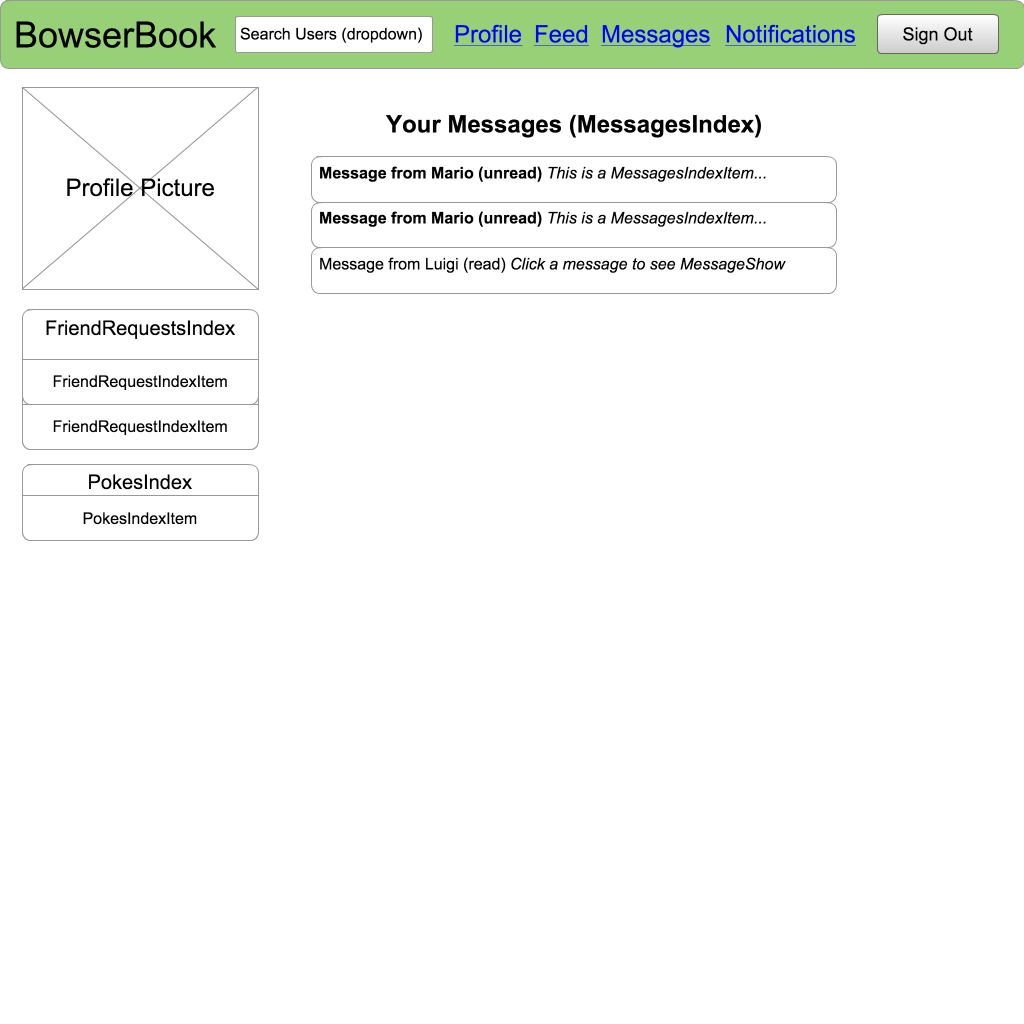 BowserBook
Search Users (dropdown)
Profile Feed Messages Notifications
Sign Out
Profile Picture
FriendRequestsIndex
FriendRequestIndexItem
FriendRequestIndexItem
PokesIndex
PokesIndexItem
Your Messages (MessagesIndex)
Message from Mario (unread) This is a MessagesIndexItem...
Message from Mario (unread) This is a MessagesIndexItem...
Message from Luigi (read) Click a message to see MessageShow